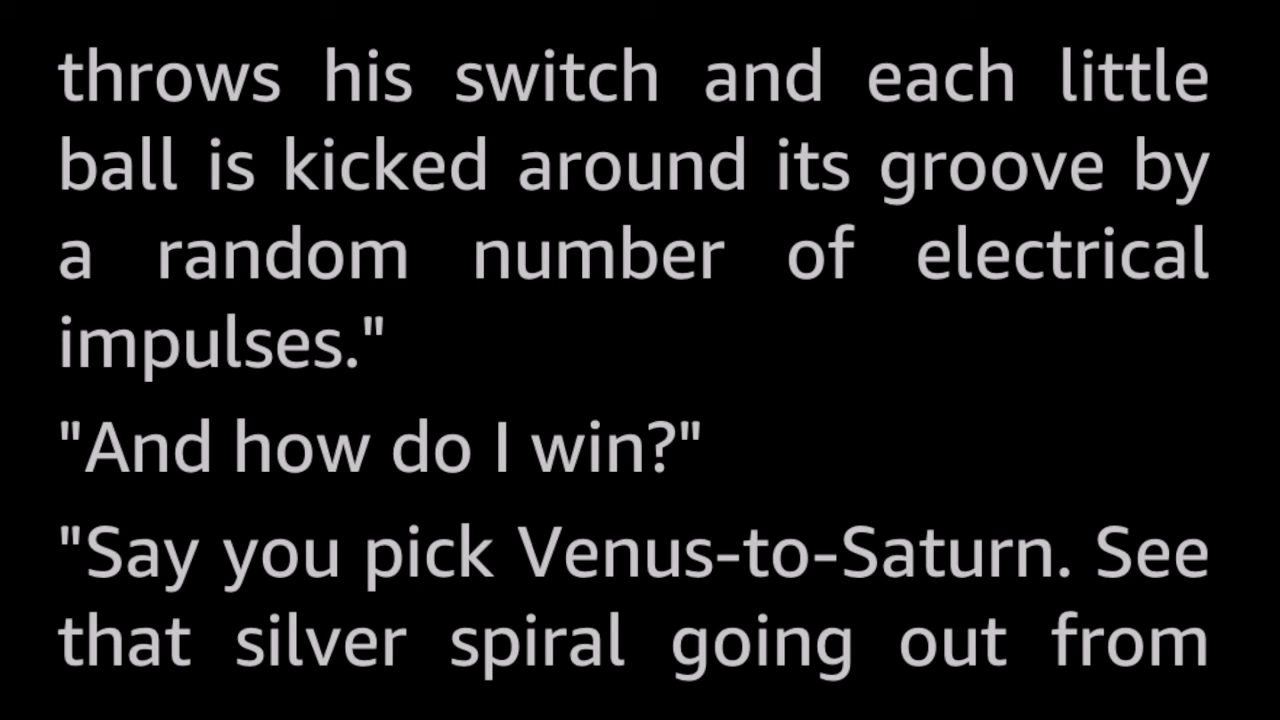 throws his switch and each little
ball is kicked around its groove by
a random number of electrical
impulses."
"And how do I win?"
"Say you pick Venus-to-Saturn. See
that silver spiral going out from